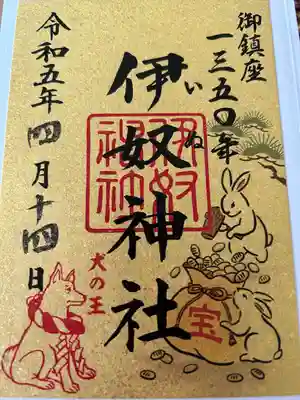 御鎮座
一三五〇年
伊奴神社
いぬ
伊奴神社
令和五年四月十四日
犬の王
宝